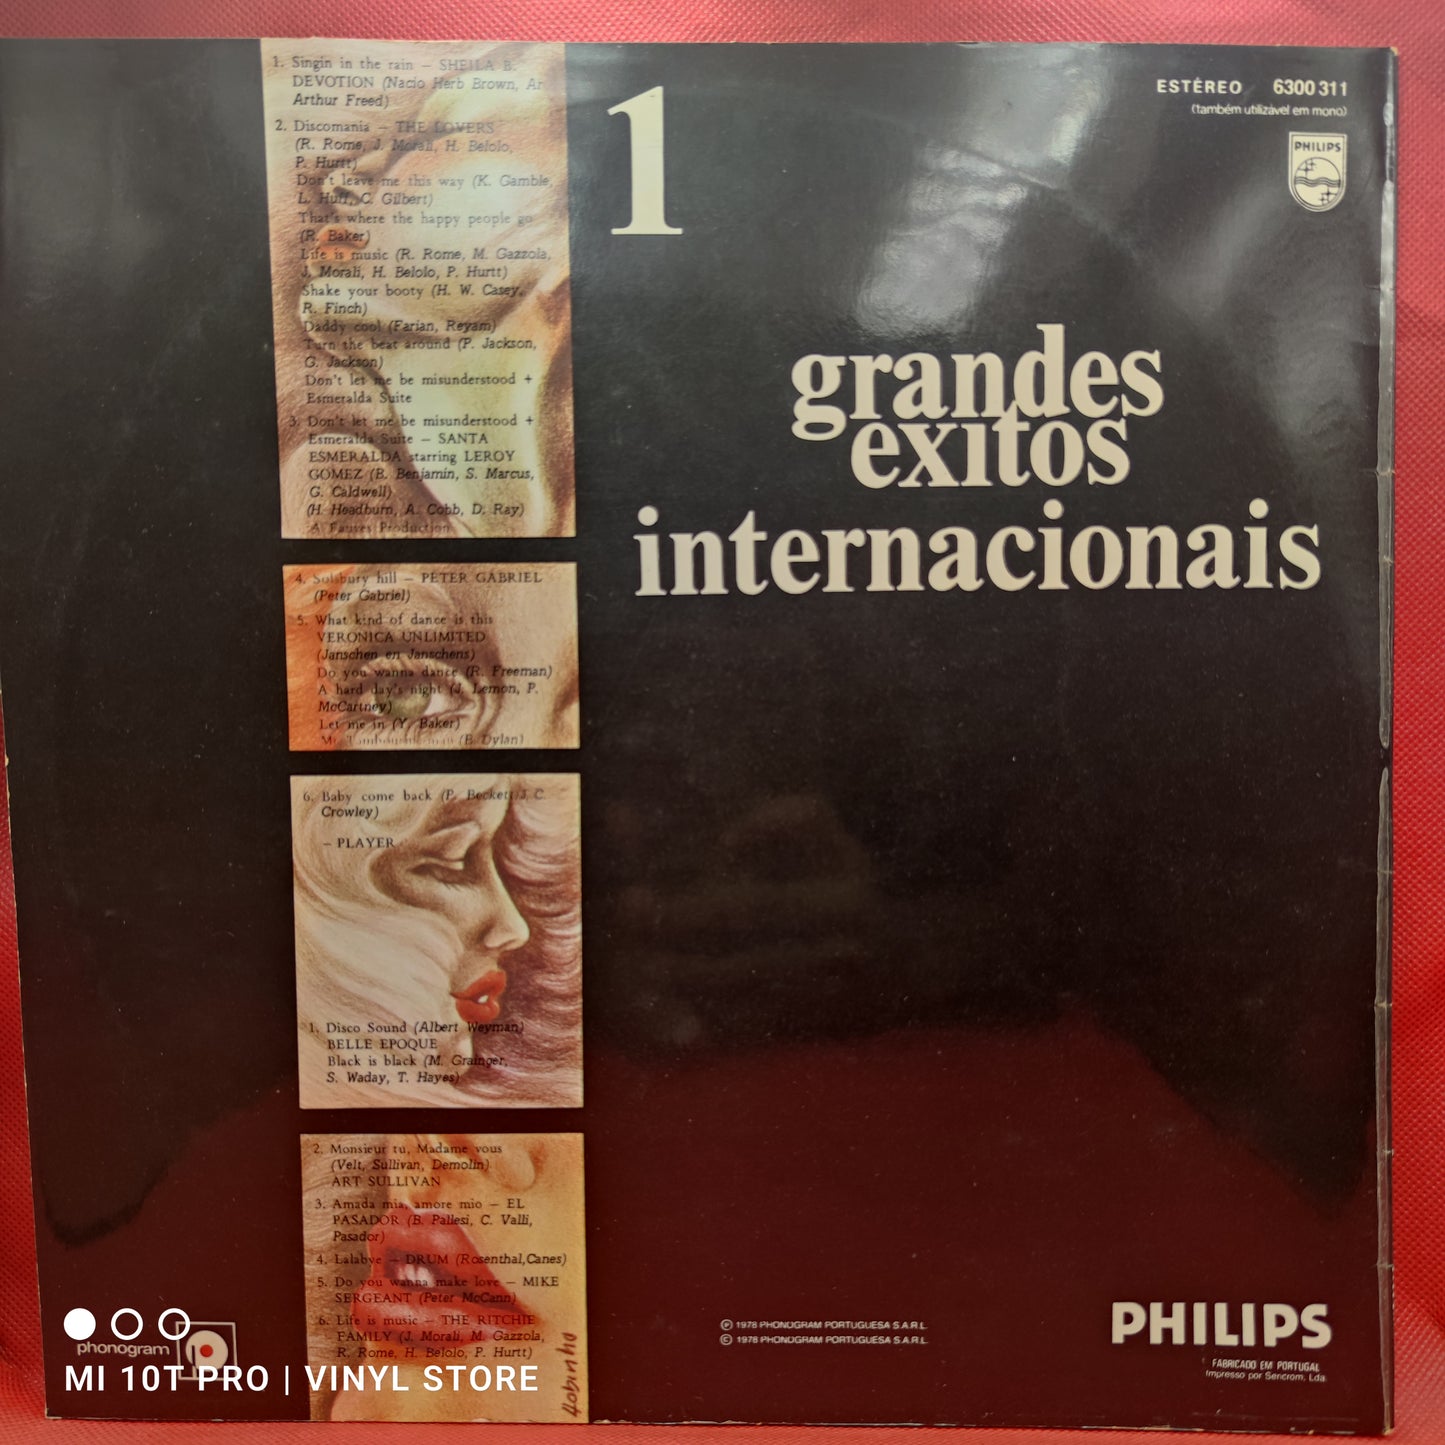 1. Singin in the rain – SHEILA B.
DEVOTION (Nacio Herb Brown, Ar
Arthur Freed)
2. Discomania – THE LOVERS
(R. Rome, J. Morali, H. Belolo,
P. Hurtt)
Don't leave me this way (K. Gamble,
L. Huff, C. Gilbert)
That's where the happy people go
(R. Baker)
Life is music (R. Rome, M. Gazzola,
J. Morali, H. Belolo, P. Hurtt)
Shake your booty (H. W. Casey,
R. Finch)
Daddy cool (Farian, Reyam)
Turn the beat around (P. Jackson,
G. Jackson)
Don't let me be misunderstood +
Esmeralda Suite
3. Don't let me be misunderstood +
Esmeralda Suite – SANTA
ESMERALDA starring LEROY
GOMEZ (B. Benjamin, S. Marcus,
G. Caldwell)
(H. Headburn, A. Cobb, D. Ray)
A Fauves Production
4. Solsbury hill – PETER GABRIEL
(Peter Gabriel)
5. What kind of dance is this
VERONICA UNLIMITED
(Janschen en Janschens)
Do you wanna dance (R. Freeman)
A hard day's night (J. Lemon, P.
McCartney)
Let me in (Y. Baker)
Mr. Tambourine man (B. Dylan)
6. Baby come back (P. Beckett/J. C.
Crowley)
– PLAYER
1. Disco Sound (Albert Weyman)
BELLE EPOQUE
Black is black (M. Grainger,
S. Waday, T. Hayes)
2. Monsieur tu, Madame vous
(Velt, Sullivan, Demolin)
ART SULLIVAN
3. Amada mia, amore mio – EL
PASADOR (B. Pallesi, C. Valli,
Pasador)
4. Lalabye – DRUM (Rosenthal,Canes)
5. Do you wanna make love – MIKE
SERGEANT (Peter McCann)
6. Life is music – THE RITCHIE
FAMILY (J. Morali, M. Gazzola,
R. Rome, H. Belolo, P. Hurtt)
1
ESTÉREO 6300 311
(também utilizável em mono)
PHILIPS
grandes
exitos
internacionais
℗ 1978 PHONOGRAM PORTUGUESA S.A.R.L.
© 1978 PHONOGRAM PORTUGUESA S.A.R.L.
PHILIPS
FABRICADO EM PORTUGAL
Impresso por Sencrom, Lda.
phonogram
MI 10T PRO | VINYL STORE